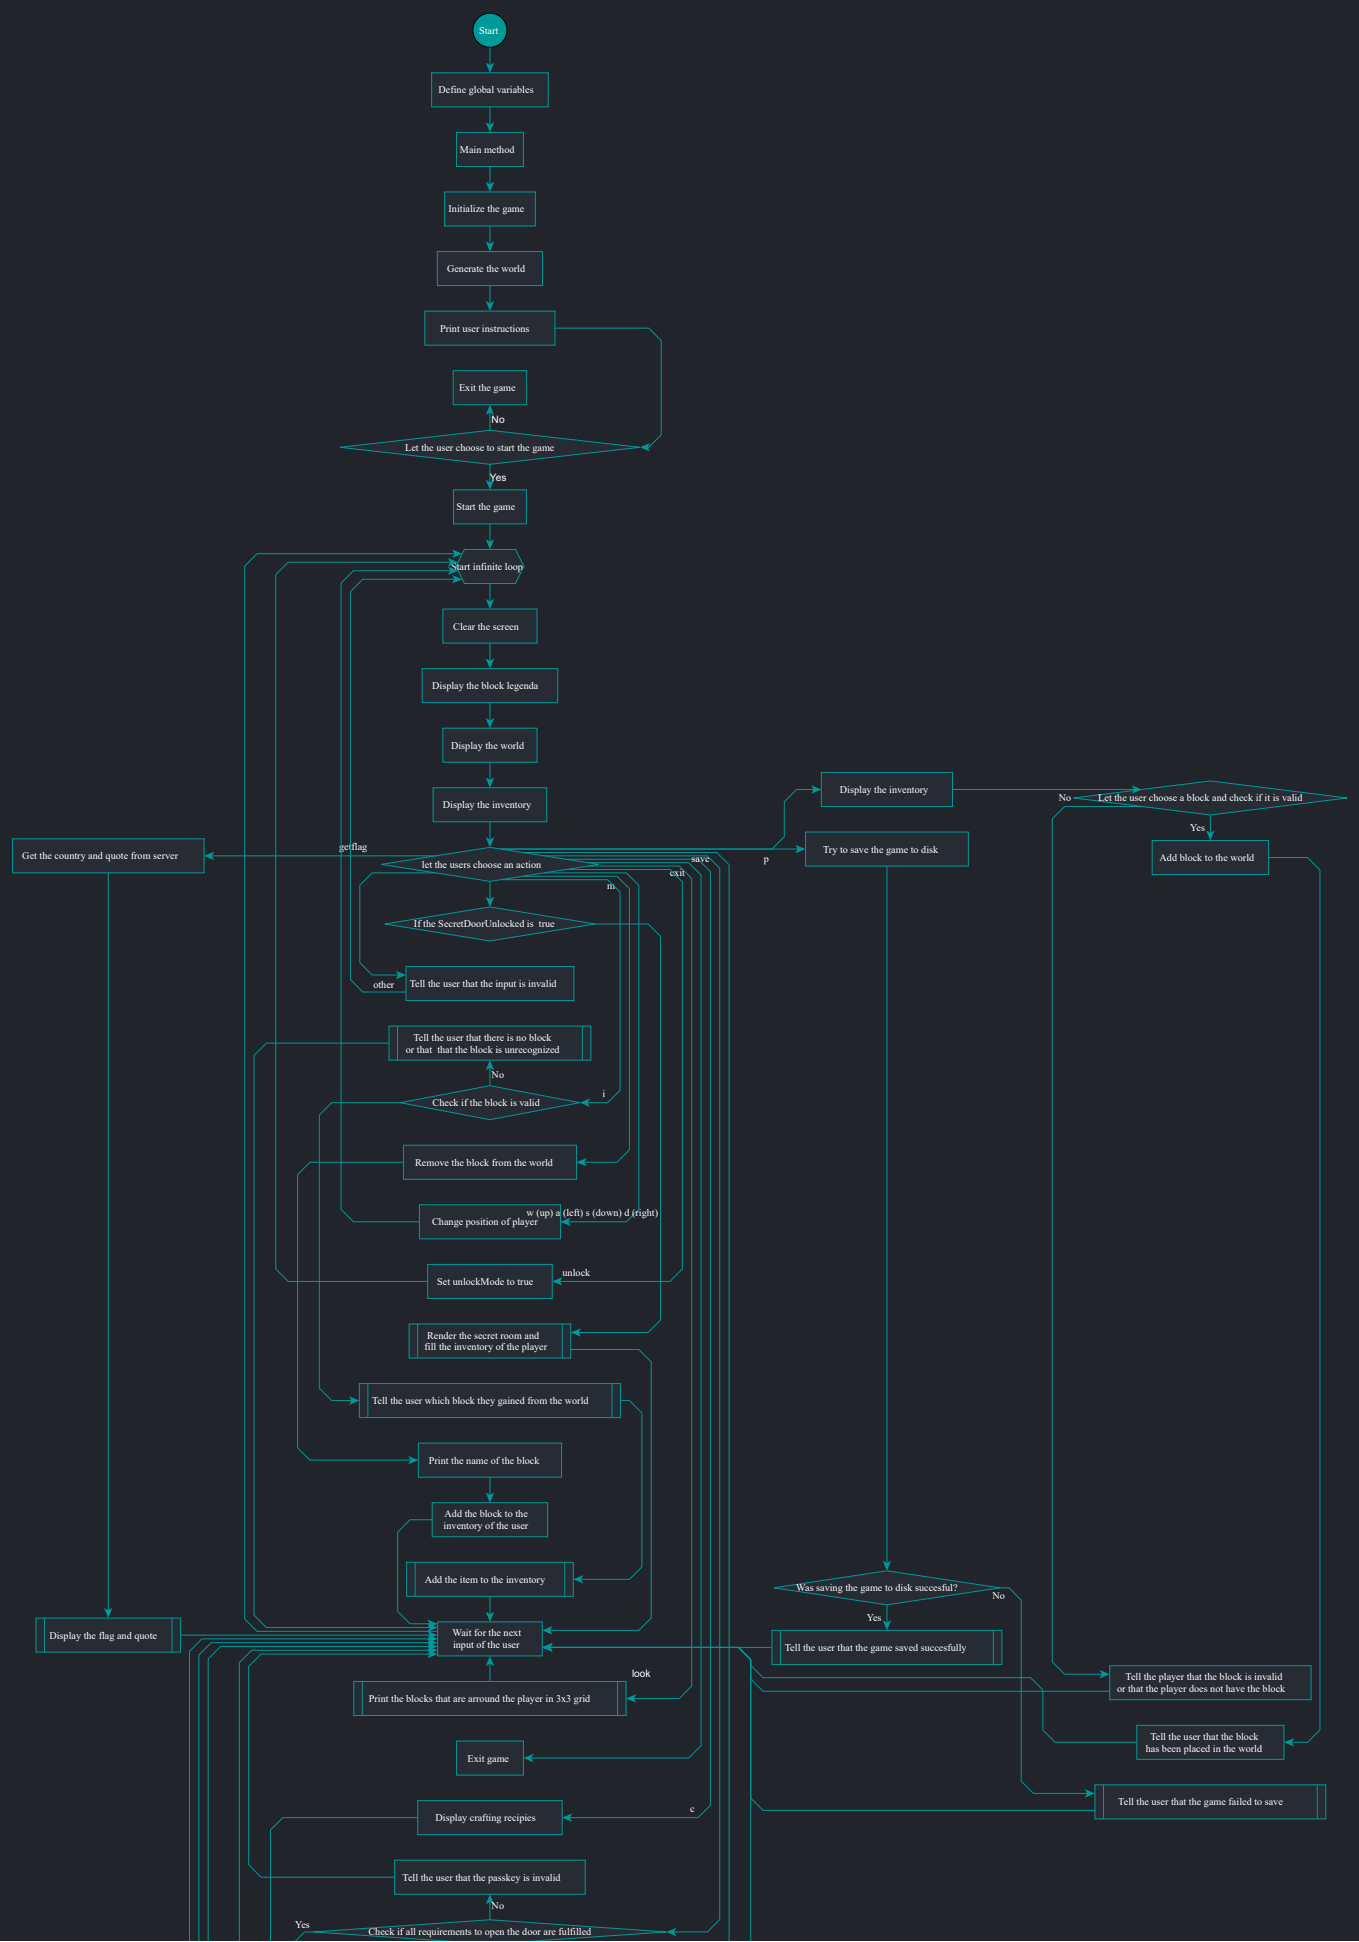 Start
Define global variables
Main method
Initialize the game
Generate the world
Print user instructions
Exit the game
No
Let the user choose to start the game
Yes
Start the game
Start infinite loop
Clear the screen
Display the block legenda
Display the world
Display the inventory
Display the inventory
No
Let the user choose a block and check if it is valid
Yes
Add block to the world
getflag
Get the country and quote from server
let the users choose an action
save
p
exit
m
Try to save the game to disk
If the SecretDoorUnlocked is  true
other
Tell the user that the input is invalid
Tell the user that there is no block
or that  that the block is unrecognized
No
i
Check if the block is valid
Remove the block from the world
w (up) a (left) s (down) d (right)
Change position of player
unlock
Set unlockMode to true
Render the secret room and
fill the inventory of the player
Tell the user which block they gained from the world
Print the name of the block
Add the block to the
inventory of the user
Add the item to the inventory
Was saving the game to disk succesful?
No
Yes
Display the flag and quote
Wait for the next
input of the user
Tell the user that the game saved succesfully
look
Print the blocks that are arround the player in 3x3 grid
Tell the player that the block is invalid
or that the player does not have the block
Tell the user that the block
has been placed in the world
Exit game
Tell the user that the game failed to save
c
Display crafting recipies
Tell the user that the passkey is invalid
No
Yes
Check if all requirements to open the door are fulfilled